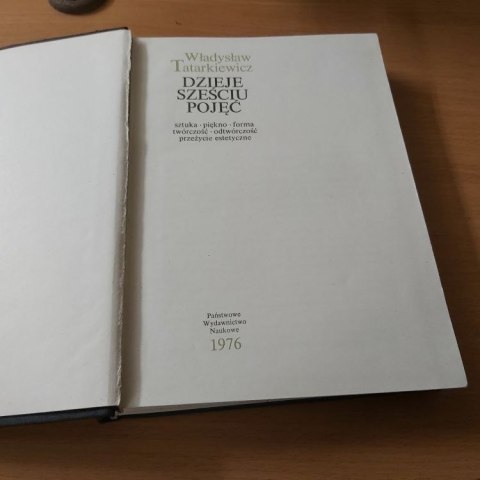 Władysław
Tatarkiewicz
DZIEJE
SZEŚCIU
POJĘĆ
sztuka · piękno · forma
twórczość · odtwórczość
przeżycie estetyczne
Państwowe
Wydawnictwo
Naukowe
1976